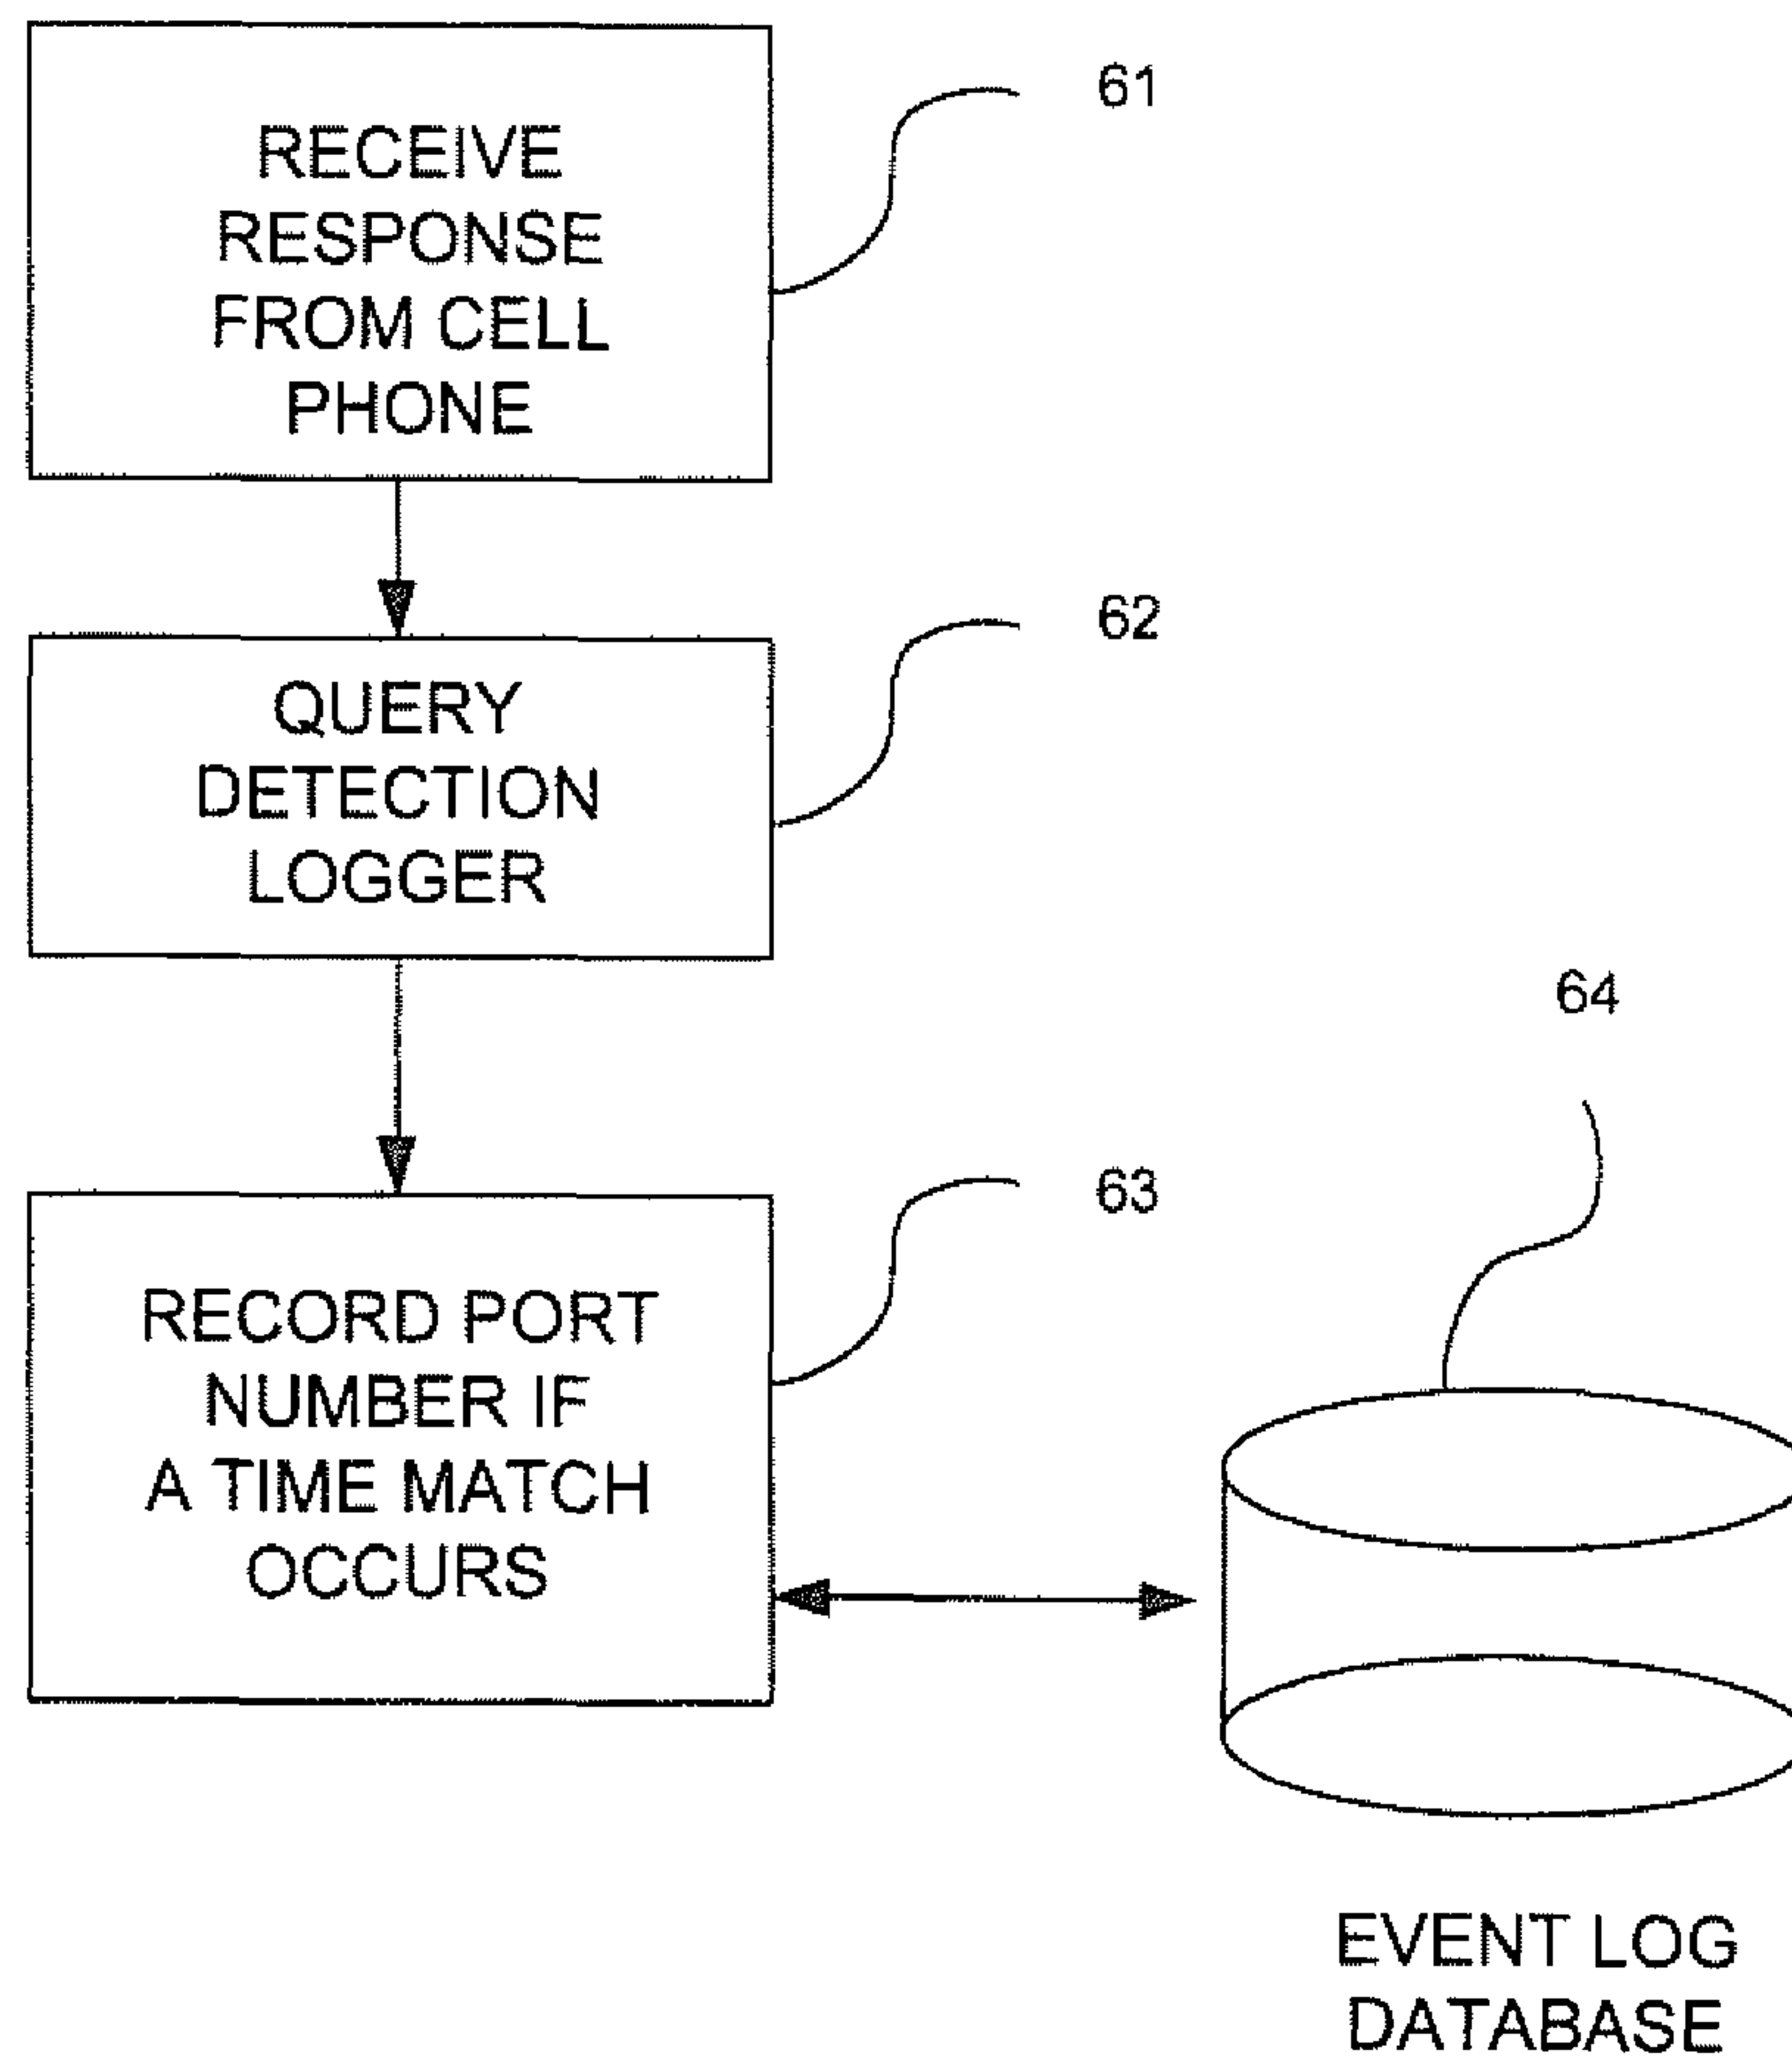 RECEIVE
RESPONSE
FROM CELL
PHONE
61
QUERY
DETECTION
LOGGER
62
RECORD PORT
NUMBER IF
A TIME MATCH
OCCURS
63
64
EVENT LOG
DATABASE